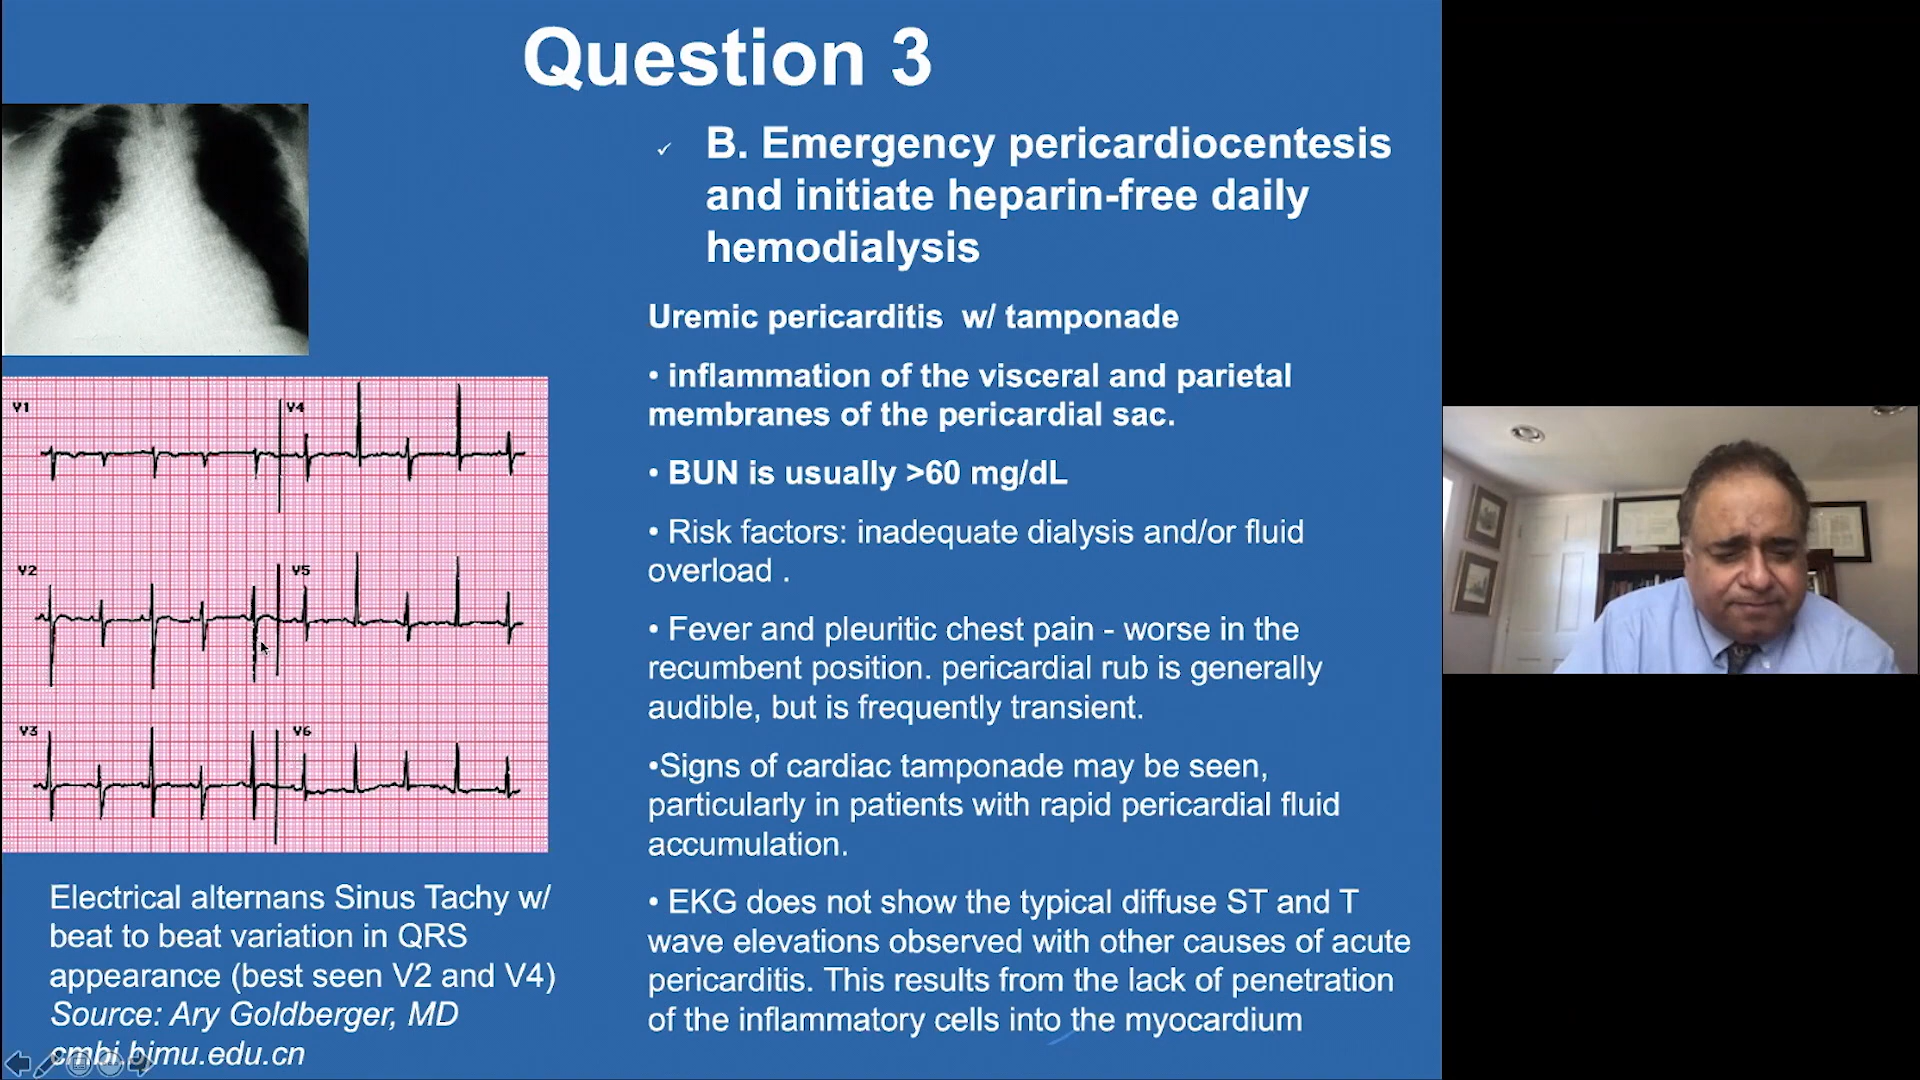 Question 3
✓ B. Emergency pericardiocentesis
and initiate heparin-free daily
hemodialysis
Uremic pericarditis w/ tamponade
• inflammation of the visceral and parietal
membranes of the pericardial sac.
• BUN is usually >60 mg/dL
• Risk factors: inadequate dialysis and/or fluid
overload .
• Fever and pleuritic chest pain - worse in the
recumbent position. pericardial rub is generally
audible, but is frequently transient.
•Signs of cardiac tamponade may be seen,
particularly in patients with rapid pericardial fluid
accumulation.
• EKG does not show the typical diffuse ST and T
wave elevations observed with other causes of acute
pericarditis. This results from the lack of penetration
of the inflammatory cells into the myocardium
V1 V4
V2 V5
V3 V6
Electrical alternans Sinus Tachy w/
beat to beat variation in QRS
appearance (best seen V2 and V4)
Source: Ary Goldberger, MD
cmbi.bjmu.edu.cn